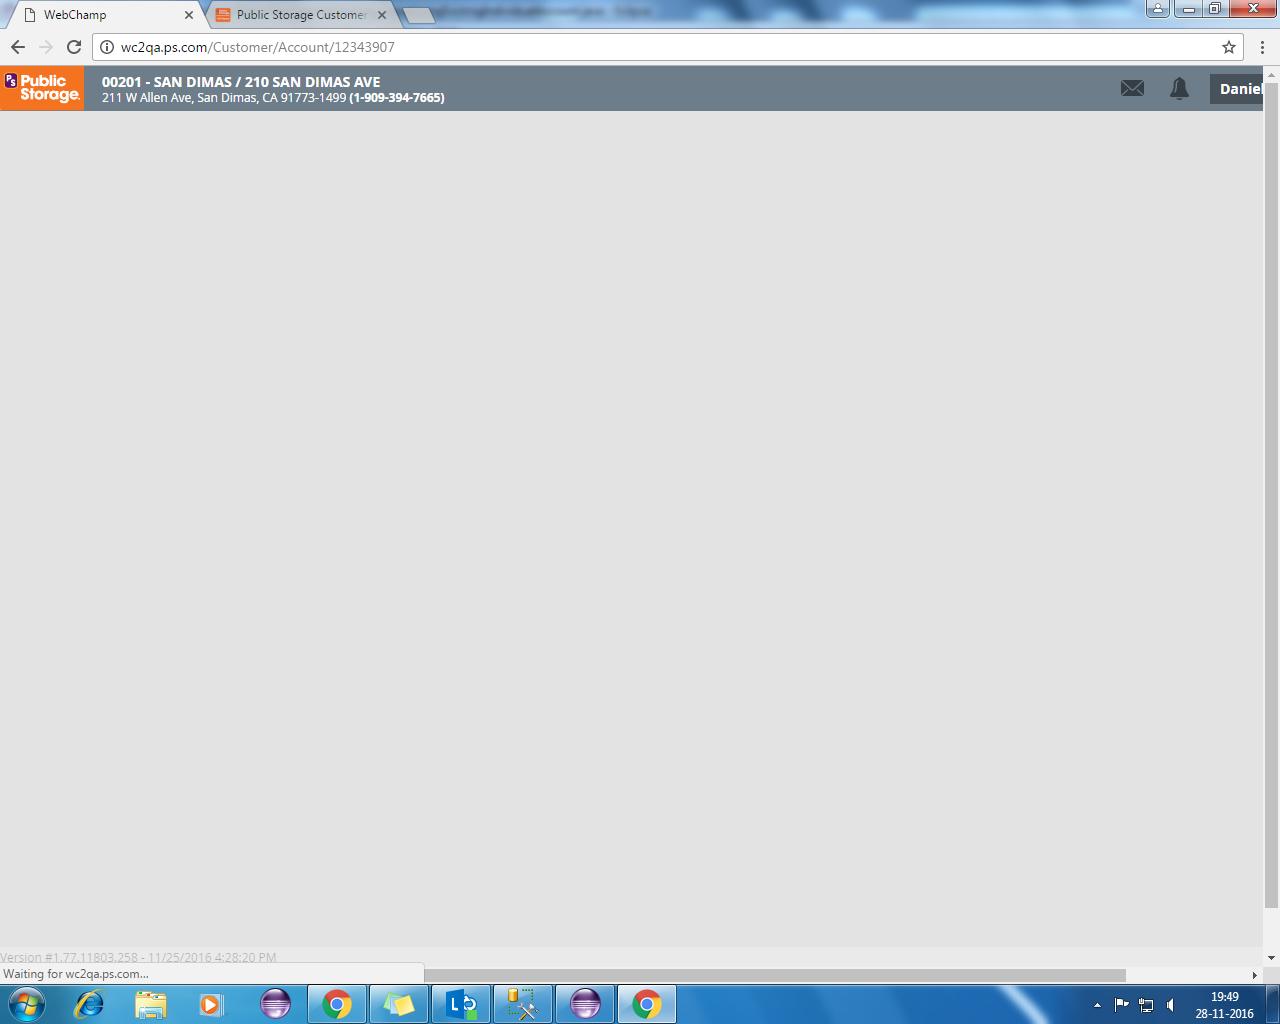 WebChamp
Public Storage Customer
wc2qa.ps.com/Customer/Account/12343907
PS Public
Storage.
00201 - SAN DIMAS / 210 SAN DIMAS AVE
211 W Allen Ave, San Dimas, CA 91773-1499 (1-909-394-7665)
Daniel
Version #1.77.11803.258 - 11/25/2016 4:28:20 PM
Waiting for wc2qa.ps.com...
19:49
28-11-2016